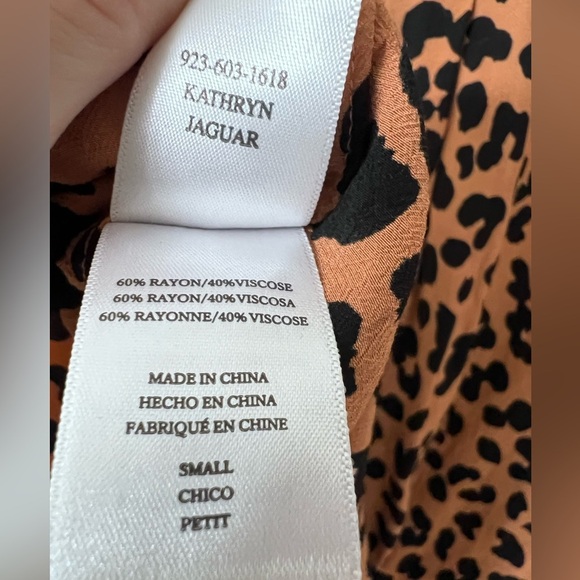 923-603-1618
KATHRYN
JAGUAR
60% RAYON/40%VISCOSE
60% RAYON/40%VISCOSA
60% RAYONNE/40%VISCOSE
MADE IN CHINA
HECHO EN CHINA
FABRIQUÉ EN CHINE
SMALL
CHICO
PETIT